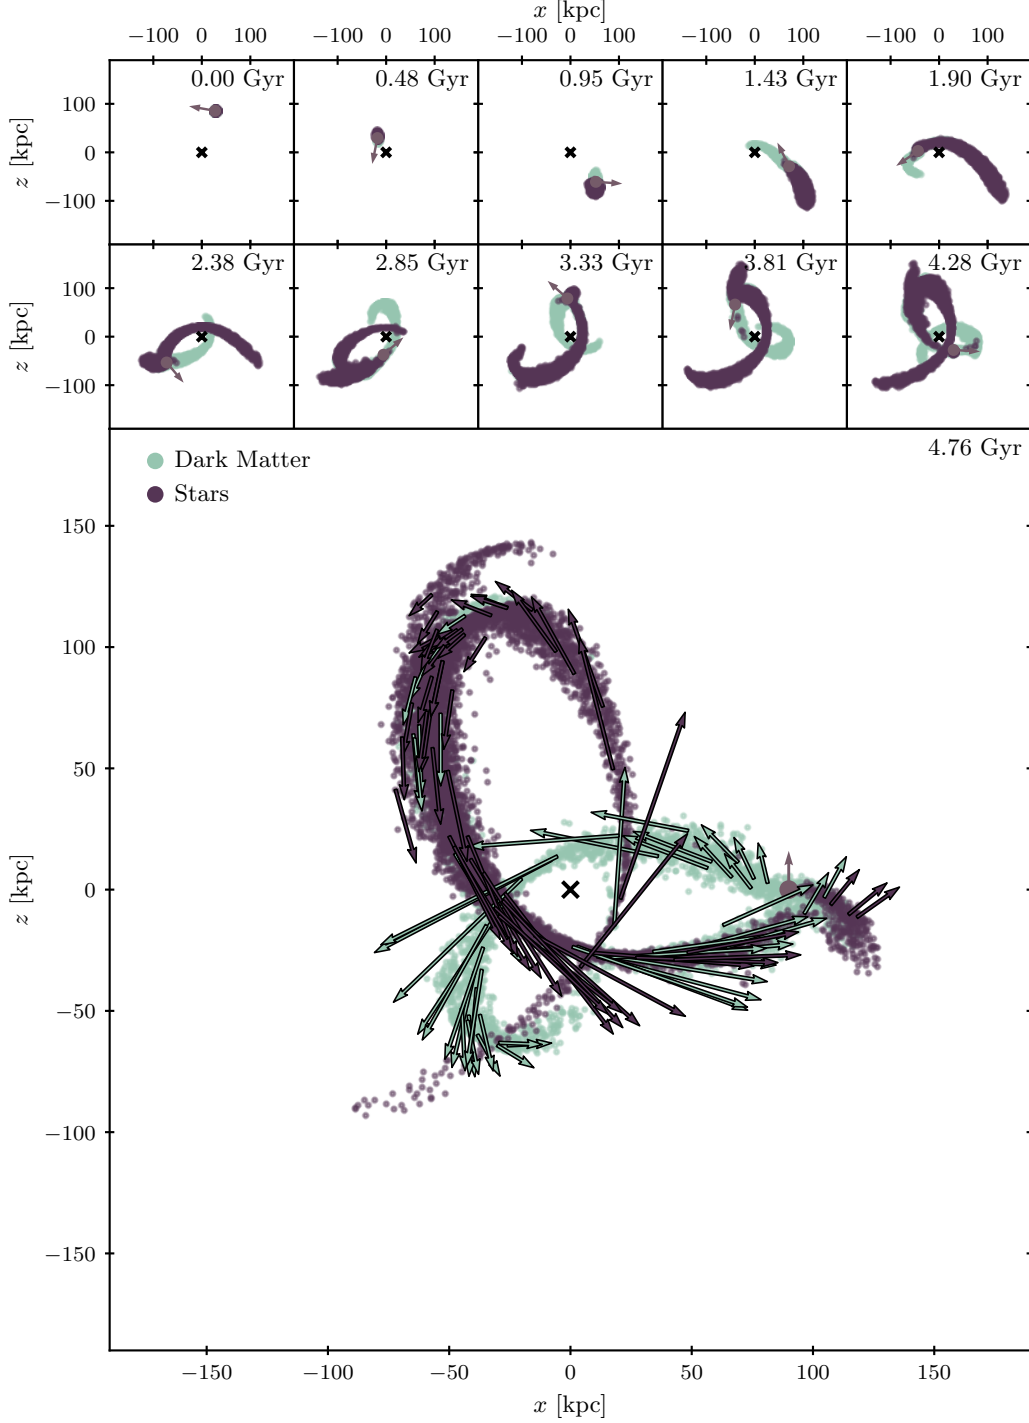 x [kpc]
−100 0 100 −100 0 100 −100 0 100 −100 0 100 −100 0 100
0.00 Gyr 0.48 Gyr 0.95 Gyr 1.43 Gyr 1.90 Gyr
100
0
−100
z [kpc]
2.38 Gyr 2.85 Gyr 3.33 Gyr 3.81 Gyr 4.28 Gyr
100
0
−100
z [kpc]
4.76 Gyr
Dark Matter
Stars
150
100
50
0
−50
−100
−150
z [kpc]
−150 −100 −50 0 50 100 150
x [kpc]